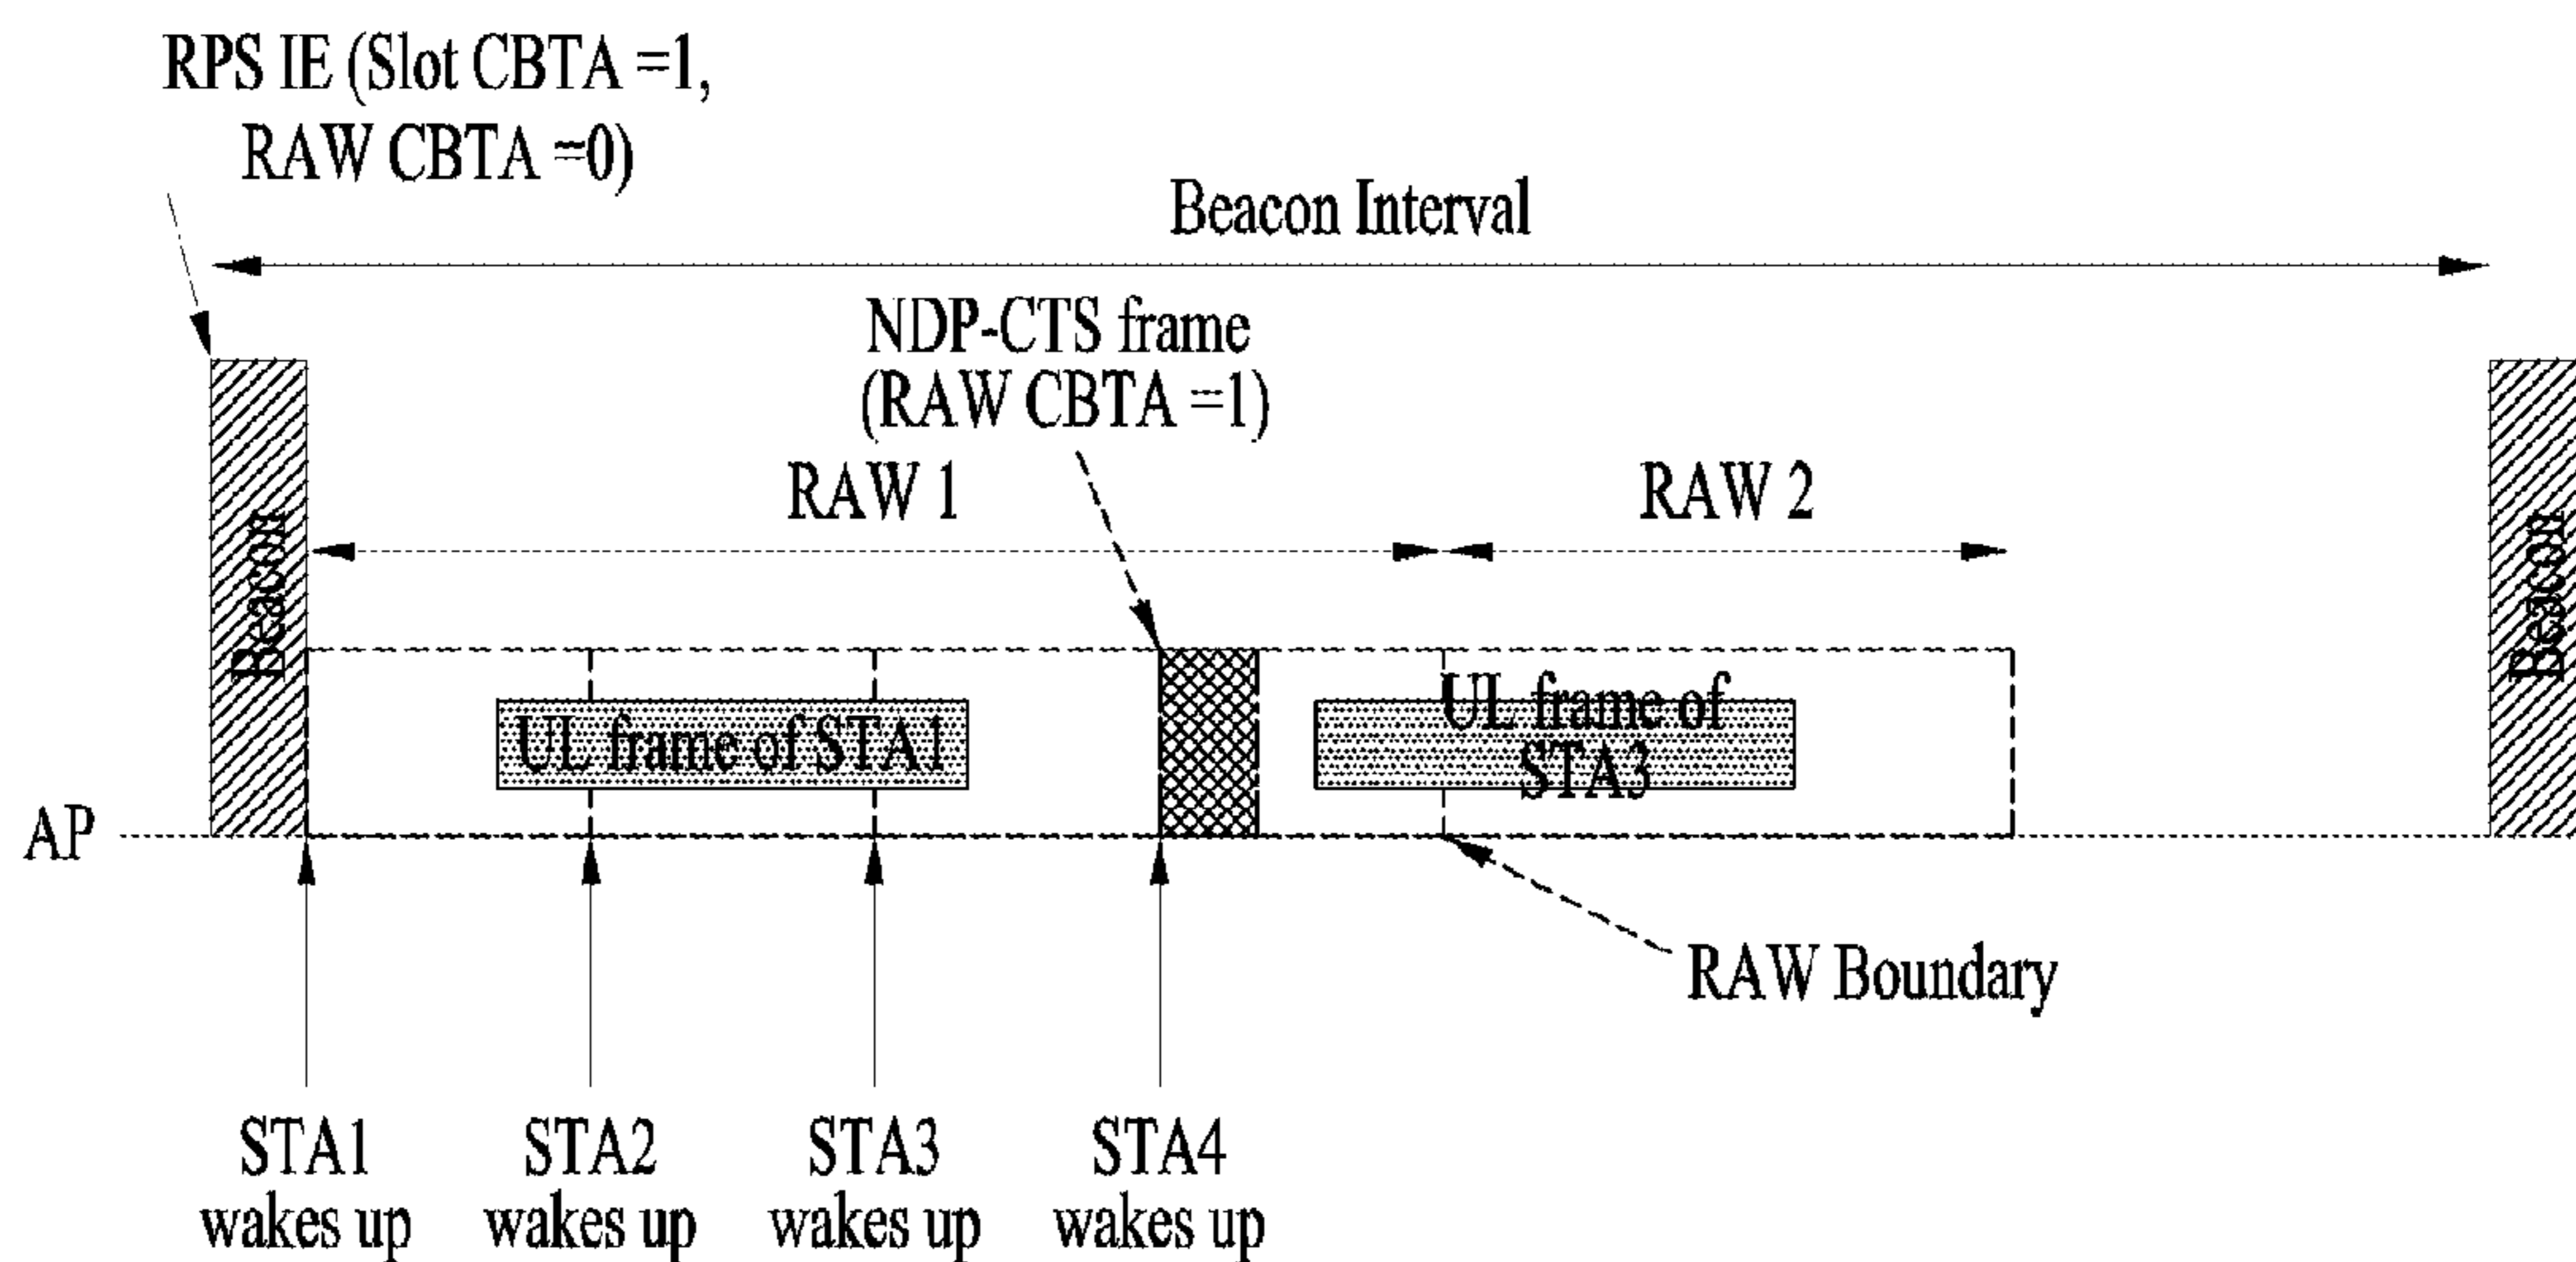 RPS IE (Slot CBTA =1,
RAW CBTA =0)
Beacon Interval
NDP-CTS frame
(RAW CBTA =1)
RAW 1
RAW 2
Beacon
Beacon
UL frame of STA1
UL frame of
STA3
AP
RAW Boundary
STA1
wakes up
STA2
wakes up
STA3
wakes up
STA4
wakes up